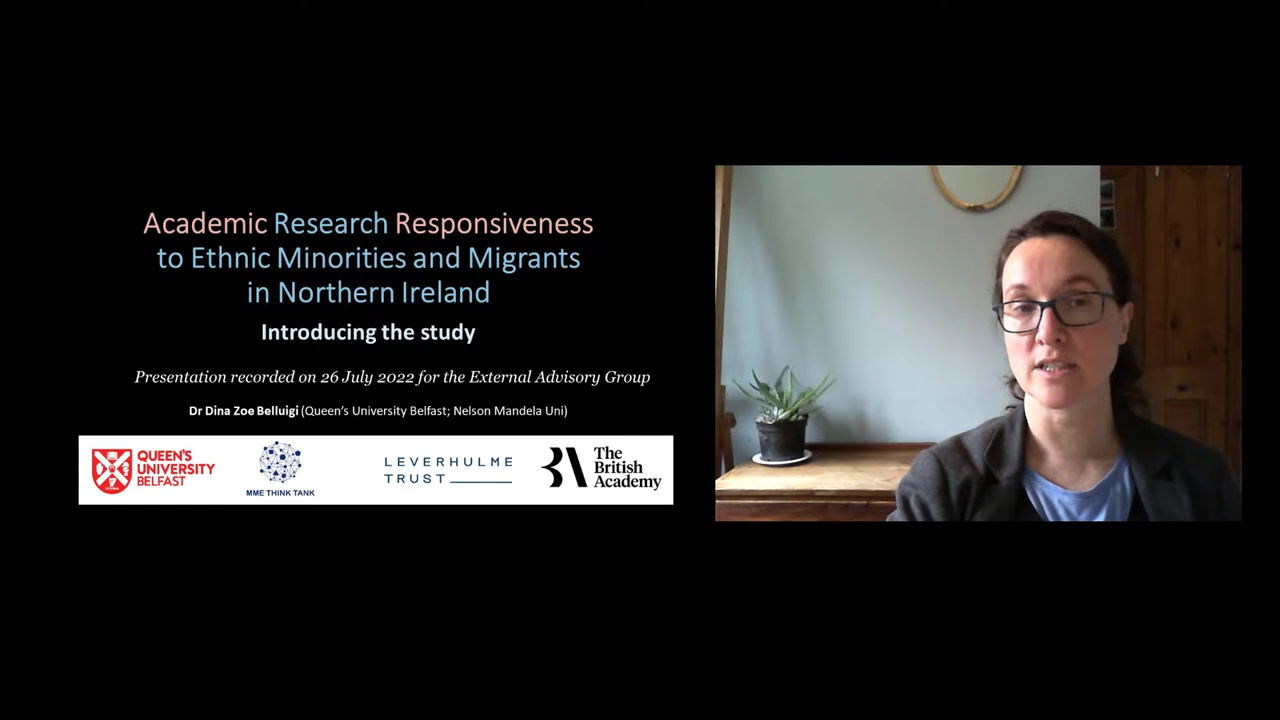 Academic Research Responsiveness
to Ethnic Minorities and Migrants
in Northern Ireland
Introducing the study
Presentation recorded on 26 July 2022 for the External Advisory Group
Dr Dina Zoe Belluigi (Queen's University Belfast; Nelson Mandela Uni)
QUEEN'S
UNIVERSITY
BELFAST
MME THINK TANK
LEVERHULME
TRUST
BA
The
British
Academy